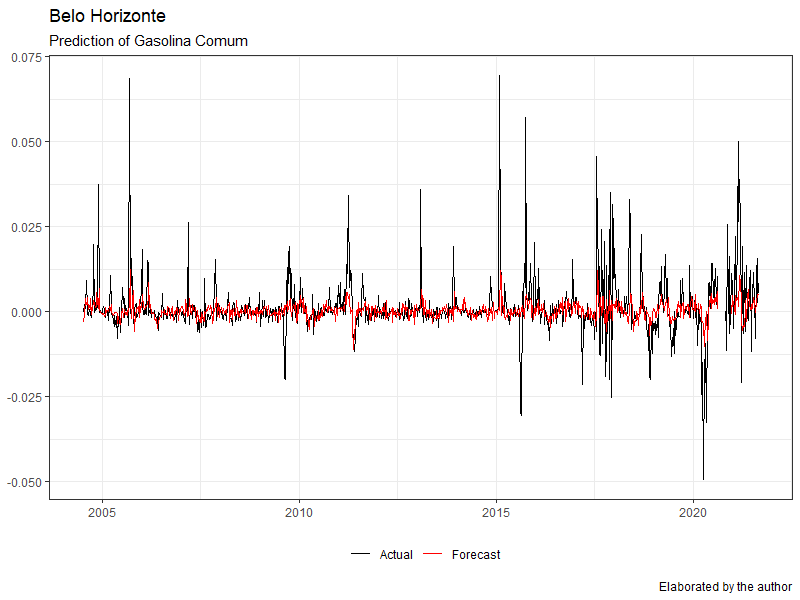 Belo Horizonte
Prediction of Gasolina Comum
0.075
0.050
0.025
0.000
-0.025
-0.050
2005 2010 2015 2020
Actual Forecast
Elaborated by the author